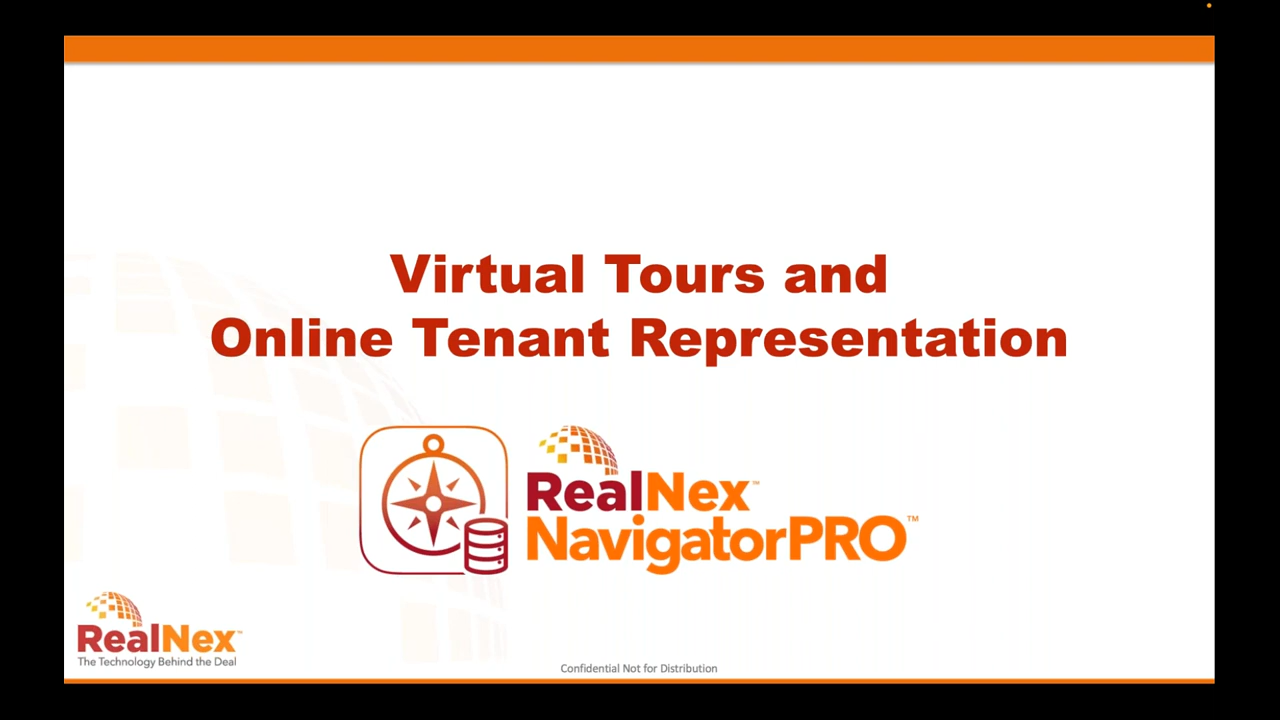 Virtual Tours and
Online Tenant Representation
RealNex™
NavigatorPRO™
RealNex™
The Technology Behind the Deal
Confidential Not for Distribution